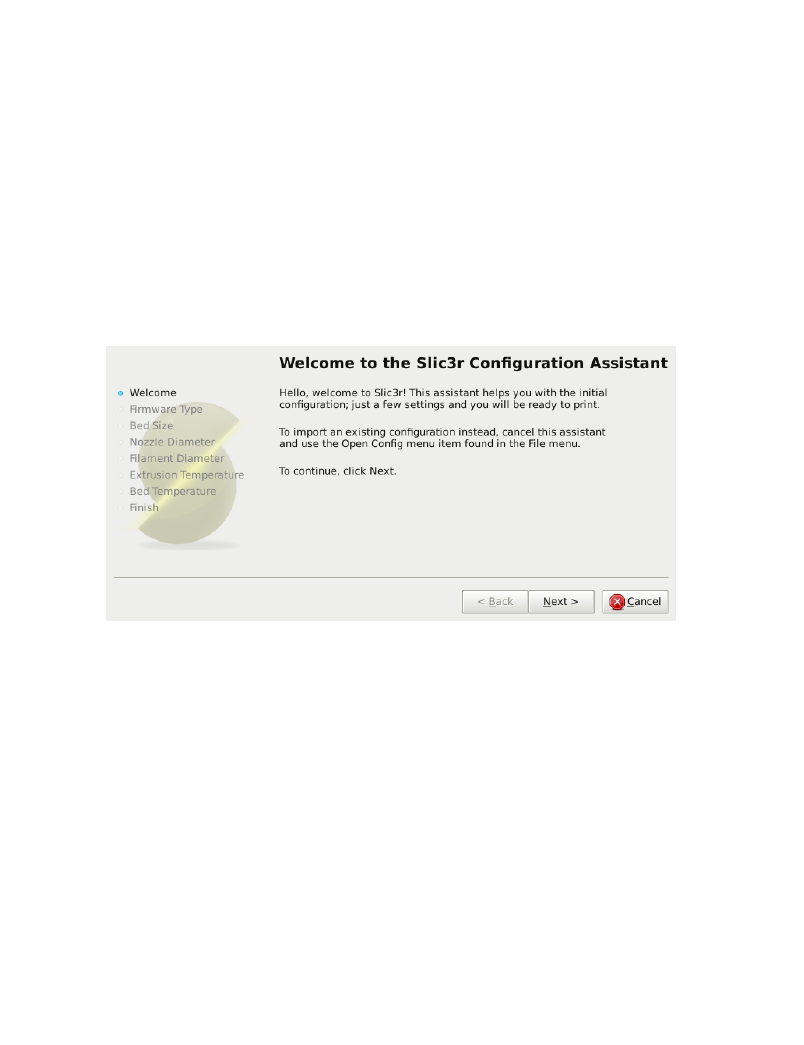 Welcome to the Slic3r Configuration Assistant
Welcome
Firmware Type
Bed Size
Nozzle Diameter
Filament Diameter
Extrusion Temperature
Bed Temperature
Finish
Hello, welcome to Slic3r! This assistant helps you with the initial
configuration; just a few settings and you will be ready to print.
To import an existing configuration instead, cancel this assistant
and use the Open Config menu item found in the File menu.
To continue, click Next.
< Back
Next >
Cancel